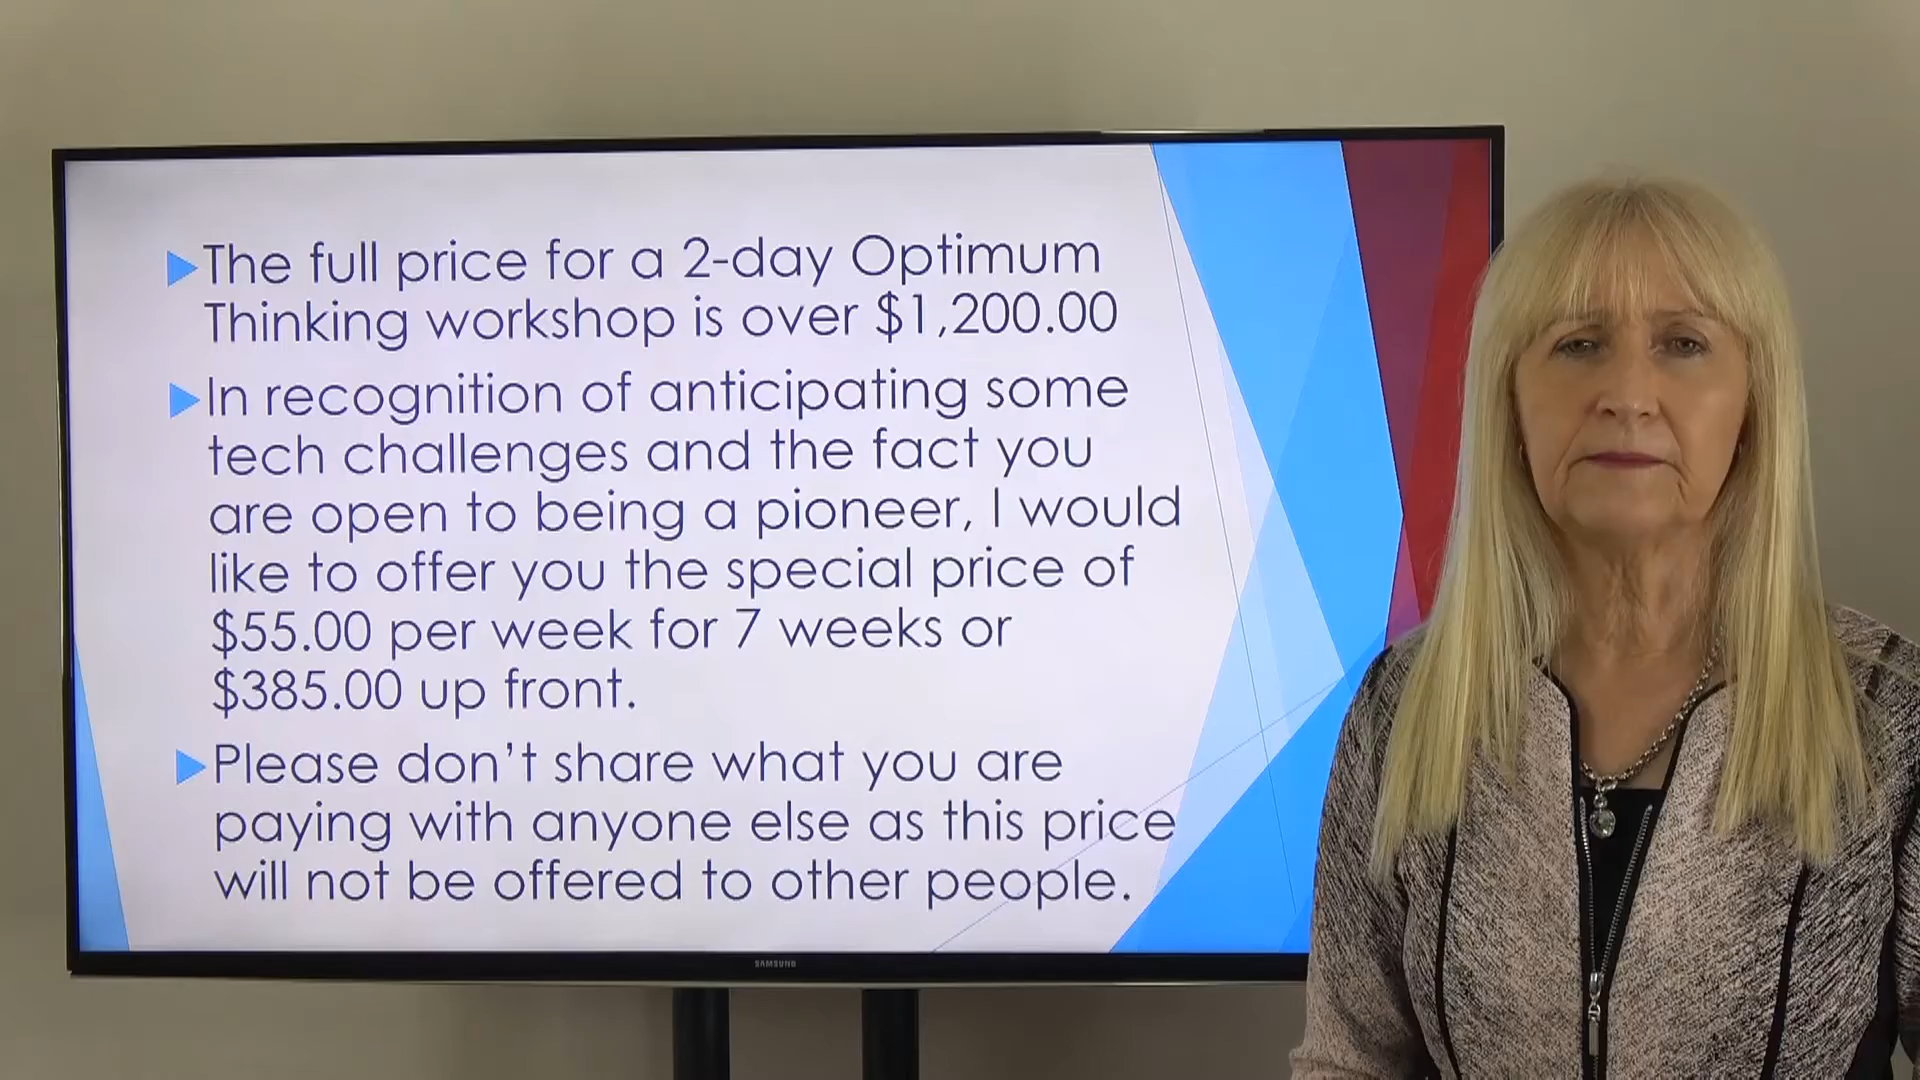 The full price for a 2-day Optimum
Thinking workshop is over $1,200.00
In recognition of anticipating some
tech challenges and the fact you
are open to being a pioneer, I would
like to offer you the special price of
$55.00 per week for 7 weeks or
$385.00 up front.
Please don't share what you are
paying with anyone else as this price
will not be offered to other people.
SAMSUNG